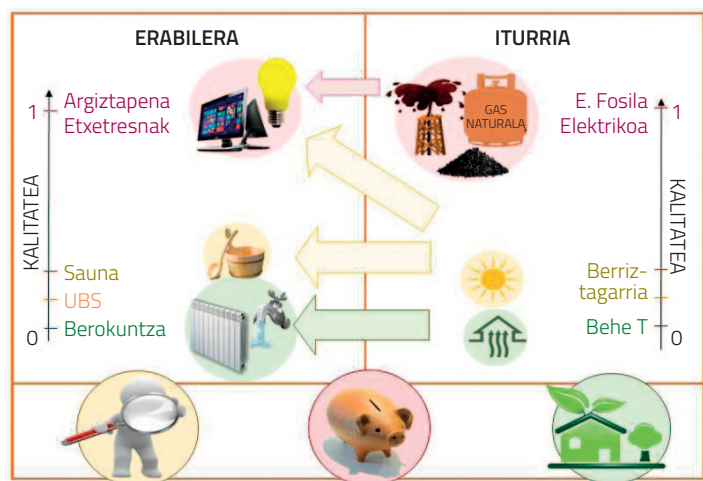 ERABILERA
ITURRIA
1
Argiztapena
Etxetresnak
KALITATEA
Sauna
UBS
Berokuntza
0
GAS
NATURALA
E. Fosila
Elektrikoa
1
KALITATEA
Berriz-
tagarria
Behe T
0